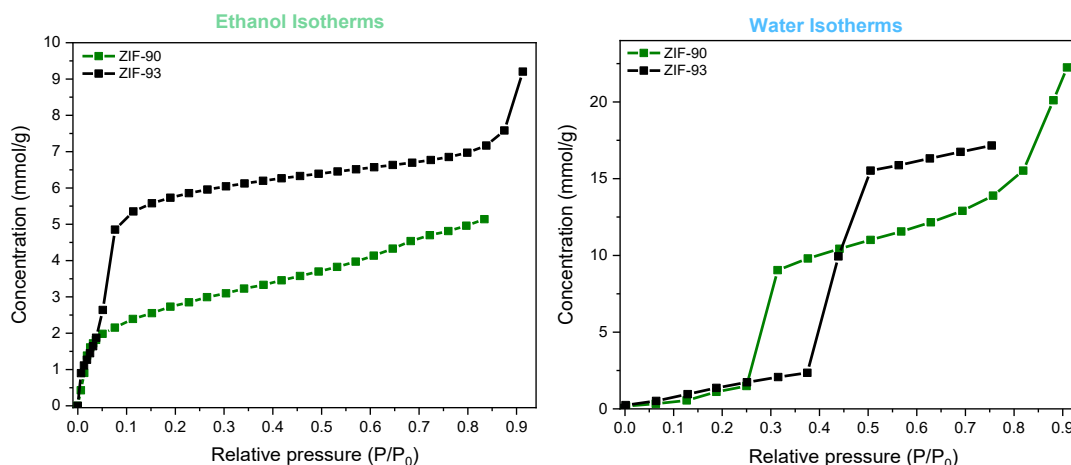 Ethanol Isotherms
ZIF-90
ZIF-93
10
9
8
7
6
5
4
3
2
1
0
Concentration (mmol/g)
0.0 0.1 0.2 0.3 0.4 0.5 0.6 0.7 0.8 0.9
Relative pressure (P/P0)
Water Isotherms
ZIF-90
ZIF-93
20
15
10
5
0
Concentration (mmol/g)
0.0 0.1 0.2 0.3 0.4 0.5 0.6 0.7 0.8 0.9
Relative pressure (P/P0)